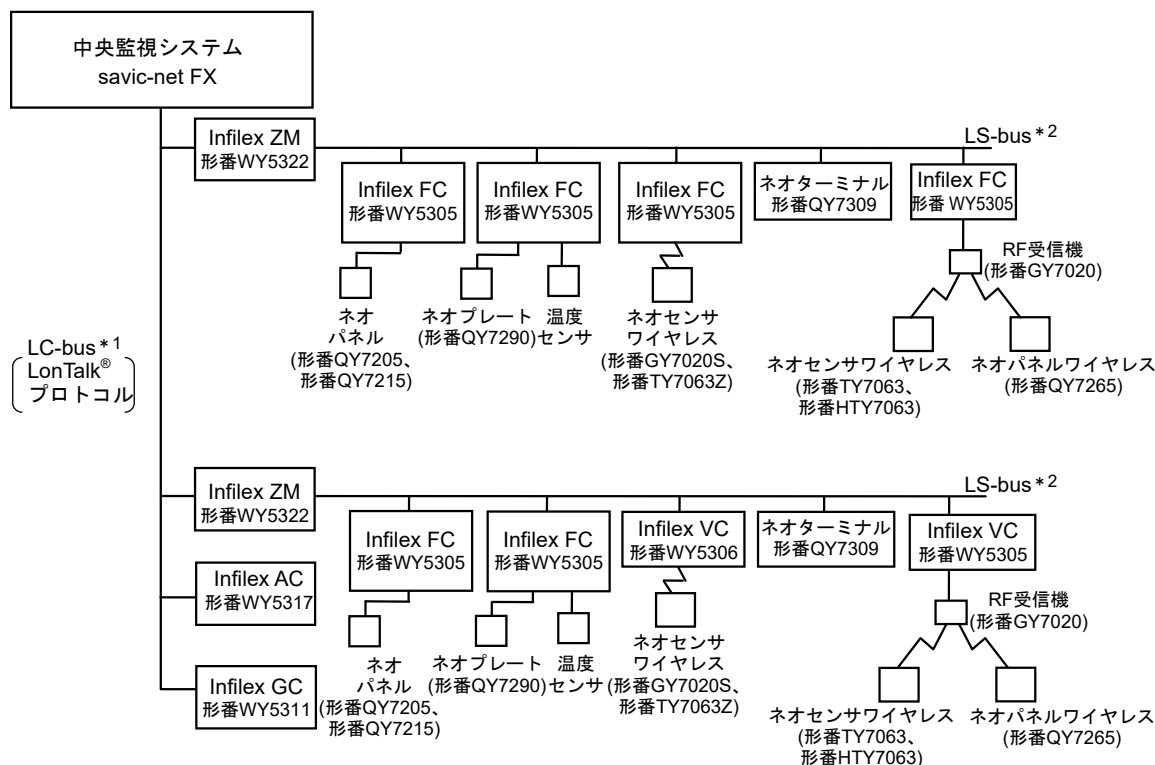 中央監視システム
savic-net FX
Infilex ZM
形番WY5322
LS-bus*2
Infilex FC
形番WY5305
Infilex FC
形番WY5305
Infilex FC
形番WY5305
ネオターミナル
形番QY7309
Infilex FC
形番 WY5305
RF受信機
(形番GY7020)
ネオ
パネル
(形番QY7205、
形番QY7215)
ネオプレート
(形番QY7290)
温度
センサ
ネオセンサ
ワイヤレス
(形番GY7020S、
形番TY7063Z)
ネオセンサワイヤレス
(形番TY7063、
形番HTY7063)
ネオパネルワイヤレス
(形番QY7265)
LC-bus*1
LonTalk®
プロトコル
Infilex ZM
形番WY5322
LS-bus*2
Infilex FC
形番WY5305
Infilex FC
形番WY5305
Infilex VC
形番WY5306
ネオターミナル
形番QY7309
Infilex VC
形番WY5305
Infilex AC
形番WY5317
RF受信機
(形番GY7020)
Infilex GC
形番WY5311
ネオ
パネル
(形番QY7205、
形番QY7215)
ネオプレート
(形番QY7290)
温度
センサ
ネオセンサ
ワイヤレス
(形番GY7020S、
形番TY7063Z)
ネオセンサワイヤレス
(形番TY7063、
形番HTY7063)
ネオパネルワイヤレス
(形番QY7265)